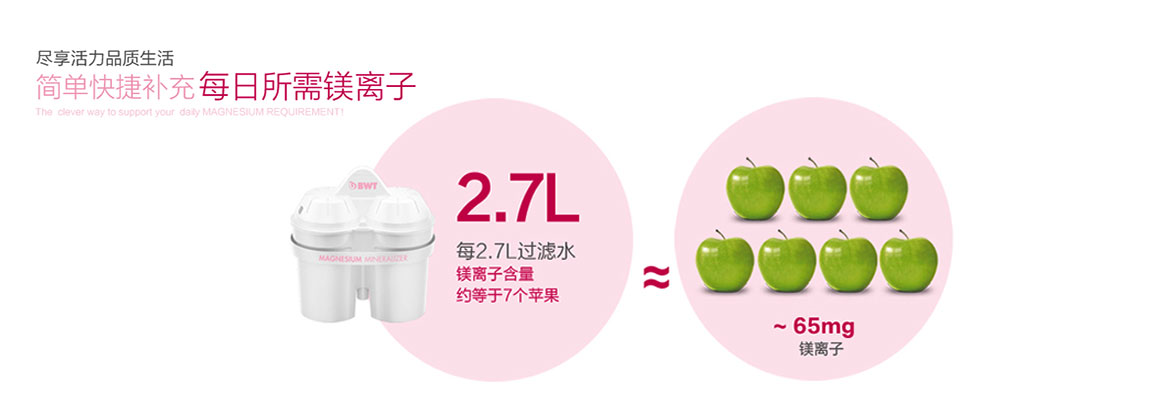 尽享活力品质生活
简单快捷补充 每日所需镁离子
The clever way to support your daily MAGNESIUM REQUIREMENT!
BWT
MAGNESIUM MINERALIZER
2.7L
每2.7L过滤水
镁离子含量
约等于7个苹果
≈
~ 65mg
镁离子